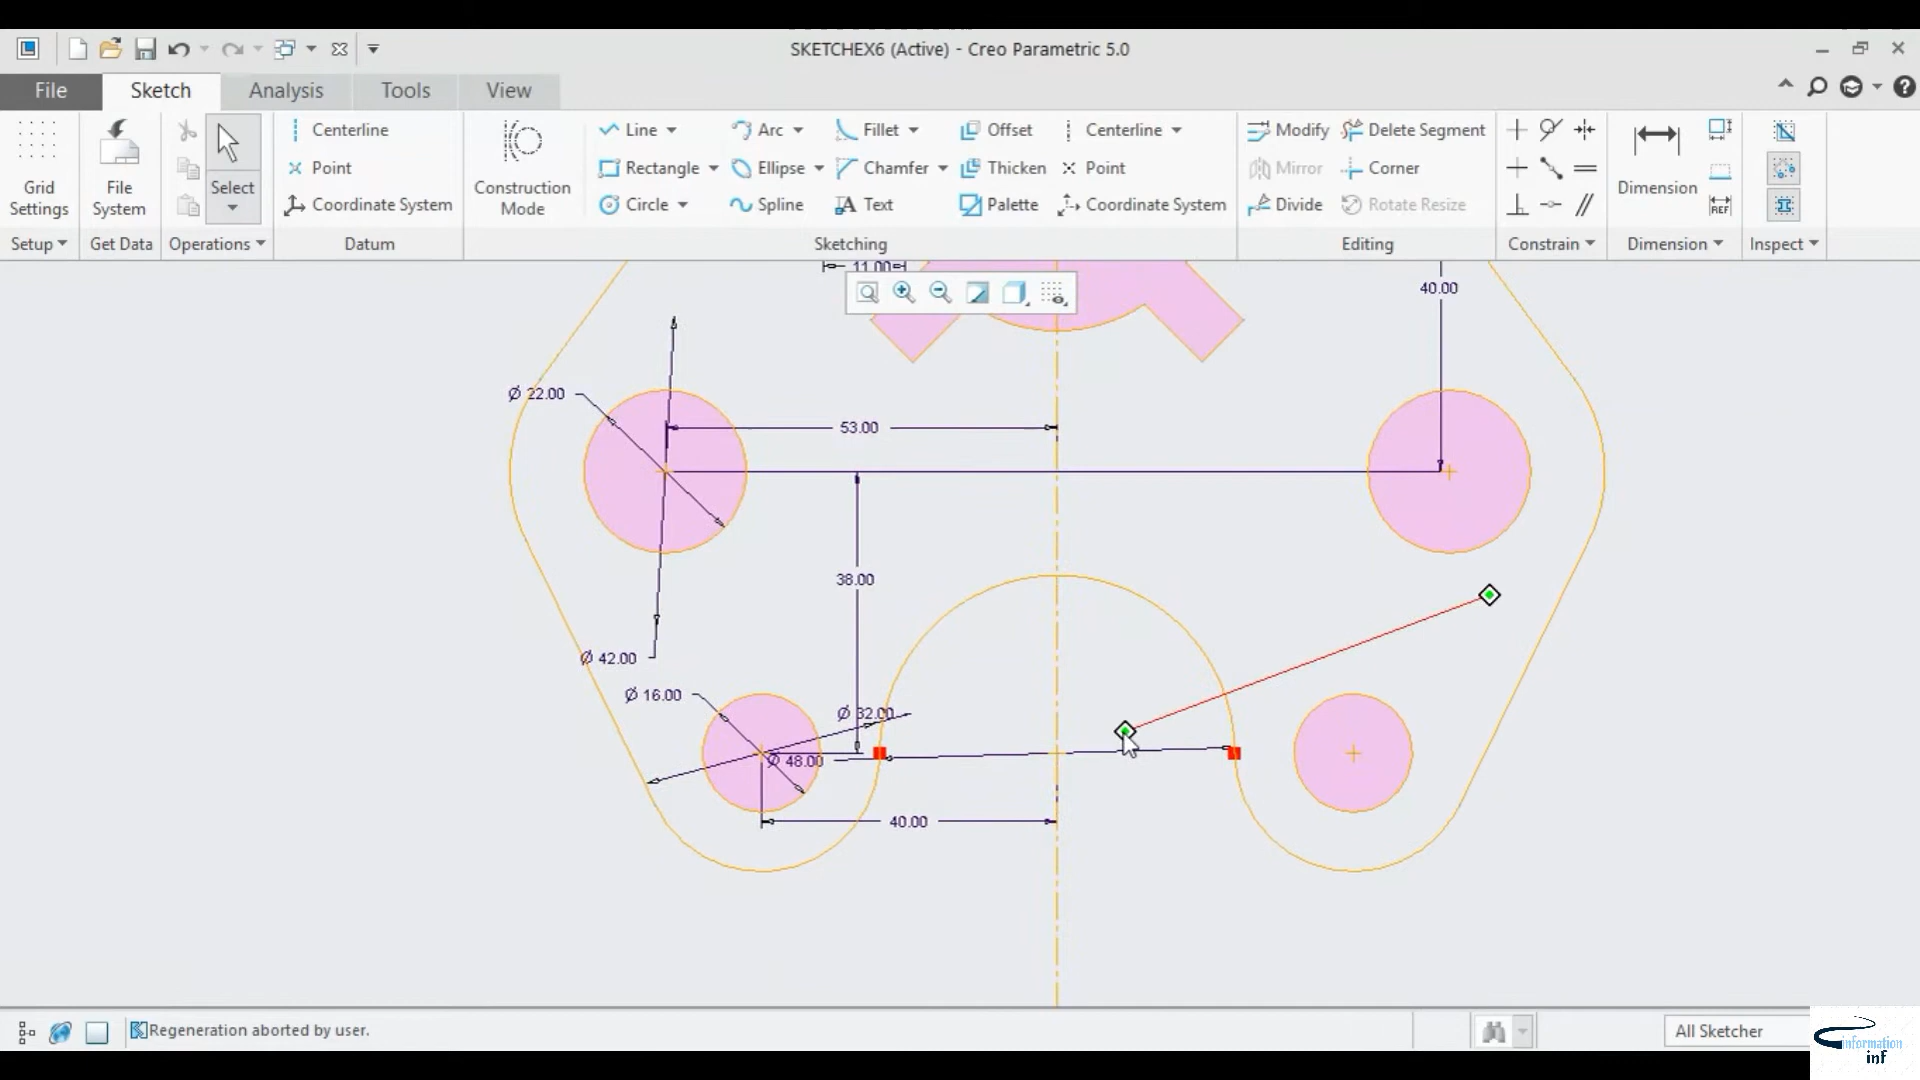 SKETCHEX6 (Active) - Creo Parametric 5.0
File Sketch Analysis Tools View
Centerline Line Arc Fillet Offset Centerline Modify Delete Segment
Point Rectangle Ellipse Chamfer Thicken Point Mirror Corner
Grid Settings File System Select Construction Mode Dimension
Coordinate System Circle Spline Text Palette Coordinate System Divide Rotate Resize REF
Setup Get Data Operations Datum Sketching Editing Constrain Dimension Inspect
11.00
40.00
Ø 22.00
53.00
38.00
Ø 42.00
Ø 16.00
Ø 32.00
Ø 48.00
40.00
Regeneration aborted by user.
All Sketcher
information
inf